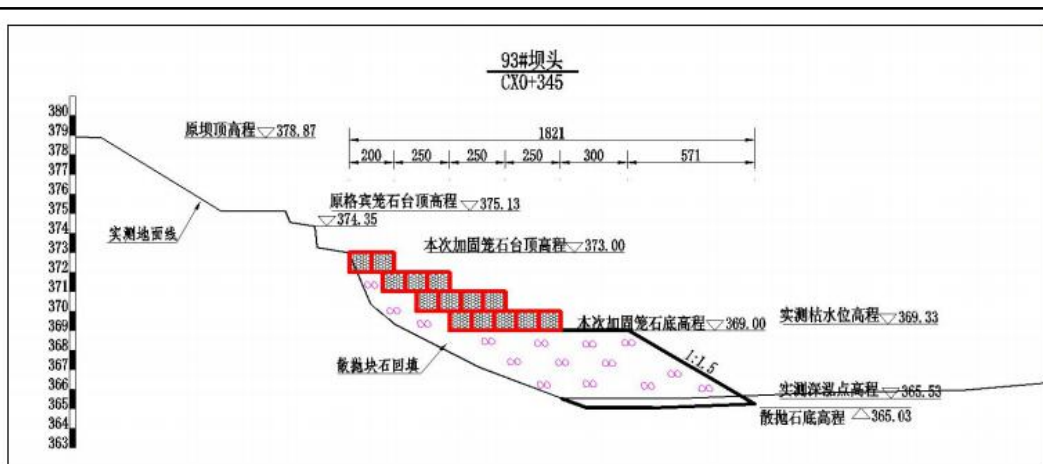 93#坝头
CX0+345
380
379
378
377
376
375
374
373
372
371
370
369
368
367
366
365
364
363
原坝顶高程 378.87
1821
200 250 250 250 300 571
原格宾笼石台顶高程 375.13
374.35
实测地面线
本次加固笼石台顶高程 373.00
本次加固笼石底高程 369.00
实测枯水位高程 369.33
散抛块石回填
1:1.5
实测深泓点高程 365.53
散抛石底高程 365.03